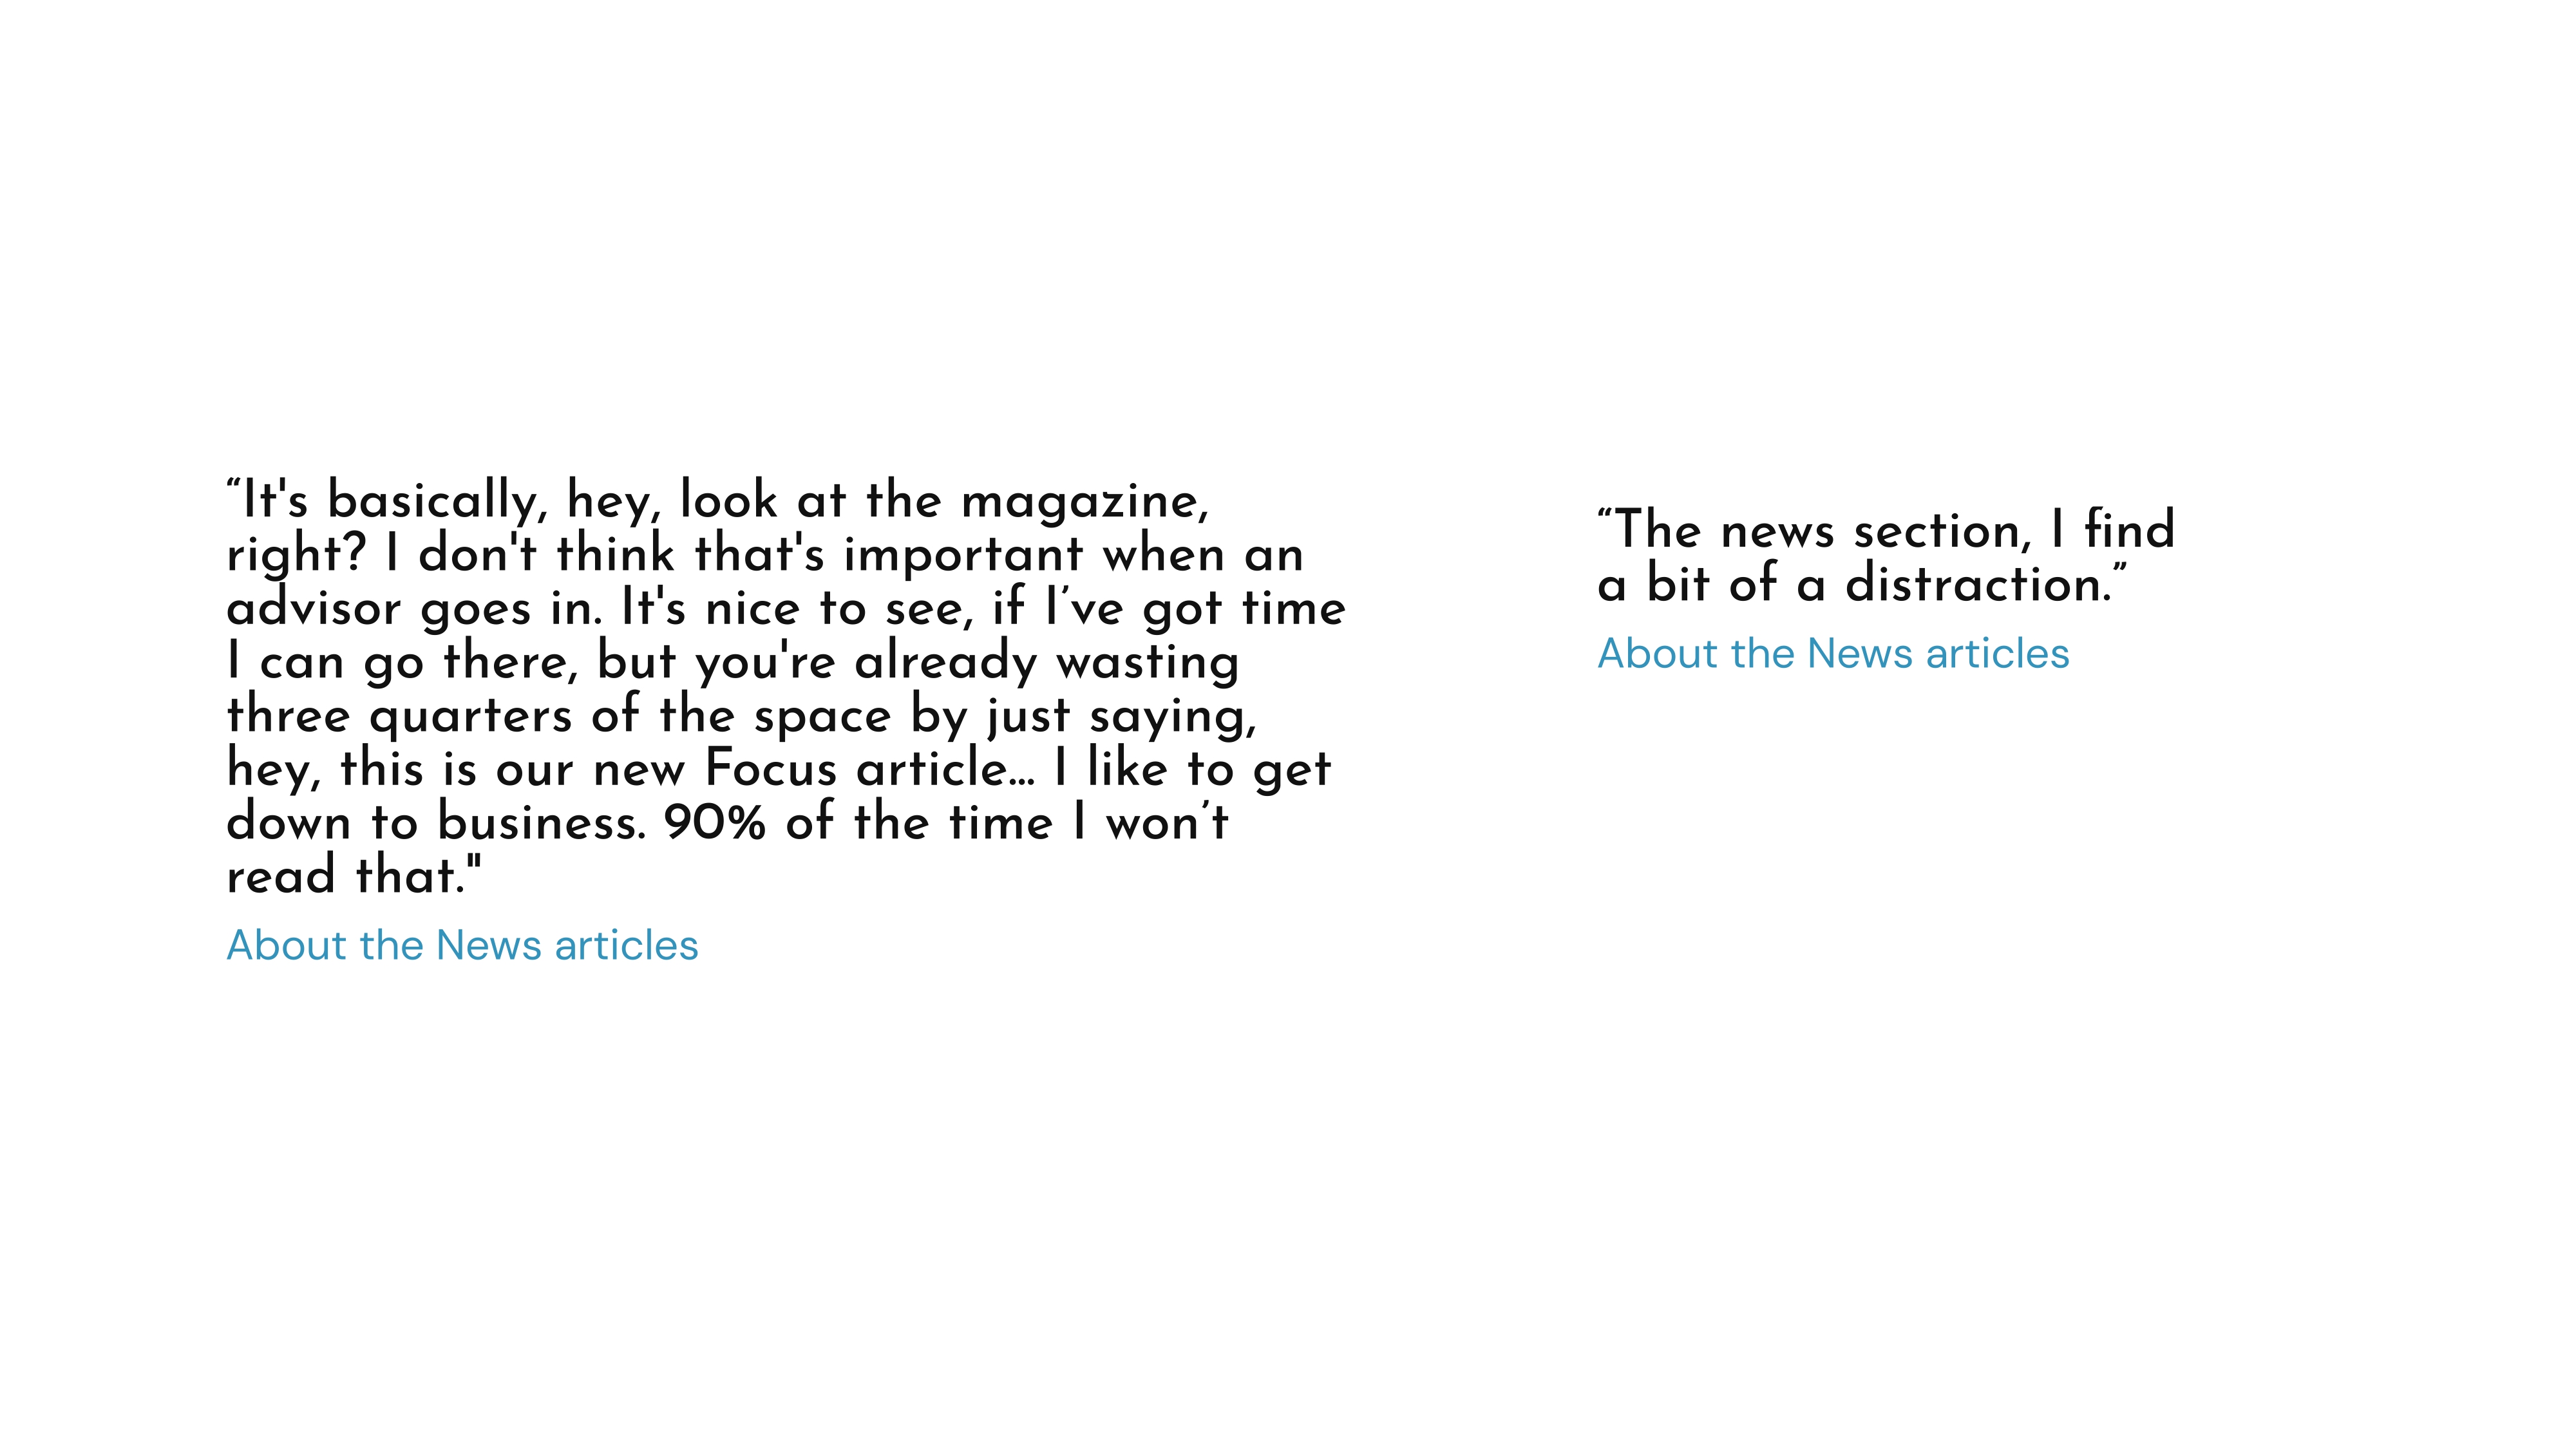 “It's basically, hey, look at the magazine,
right? I don't think that's important when an
advisor goes in. It's nice to see, if I’ve got time
I can go there, but you're already wasting
three quarters of the space by just saying,
hey, this is our new Focus article... I like to get
down to business. 90% of the time I won’t
read that."
About the News articles
“The news section, I find
a bit of a distraction.”
About the News articles